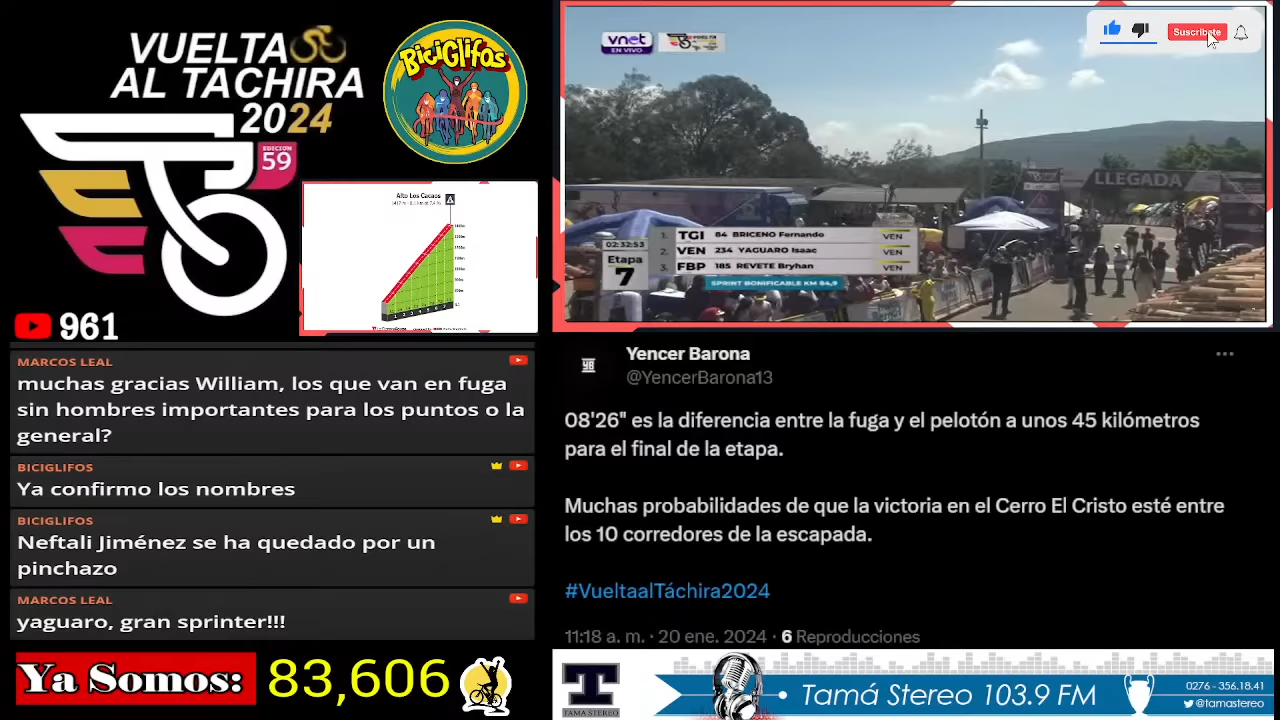 VUELTA
AL TACHIRA
2024
EDICION
59
BiCiGlifos
961
Alto Los Cacaos
MARCOS LEAL
muchas gracias William, los que van en fuga
sin hombres importantes para los puntos o la
general?
BICIGLIFOS
Ya confirmo los nombres
BICIGLIFOS
Neftali Jiménez se ha quedado por un
pinchazo
MARCOS LEAL
yaguaro, gran sprinter!!!
Ya Somos: 83,606
vnet
EN VIVO
Suscríbete
LLEGADA
02:32:53
Etapa
7
1. TGI 84 BRICENO Fernando VEN
2. VEN 234 YAGUARO Isaac VEN
3. FBP 185 REVETE Bryhan VEN
SPRINT BONIFICABLE KM 84,9
YB
Yencer Barona
@YencerBarona13
08'26" es la diferencia entre la fuga y el pelotón a unos 45 kilómetros
para el final de la etapa.
Muchas probabilidades de que la victoria en el Cerro El Cristo esté entre
los 10 corredores de la escapada.
#VueltaalTáchira2024
11:18 a. m. · 20 ene. 2024 · 6 Reproducciones
T
TAMA STEREO
Tamá Stereo 103.9 FM
0276 - 356.18.41
@tamastereo